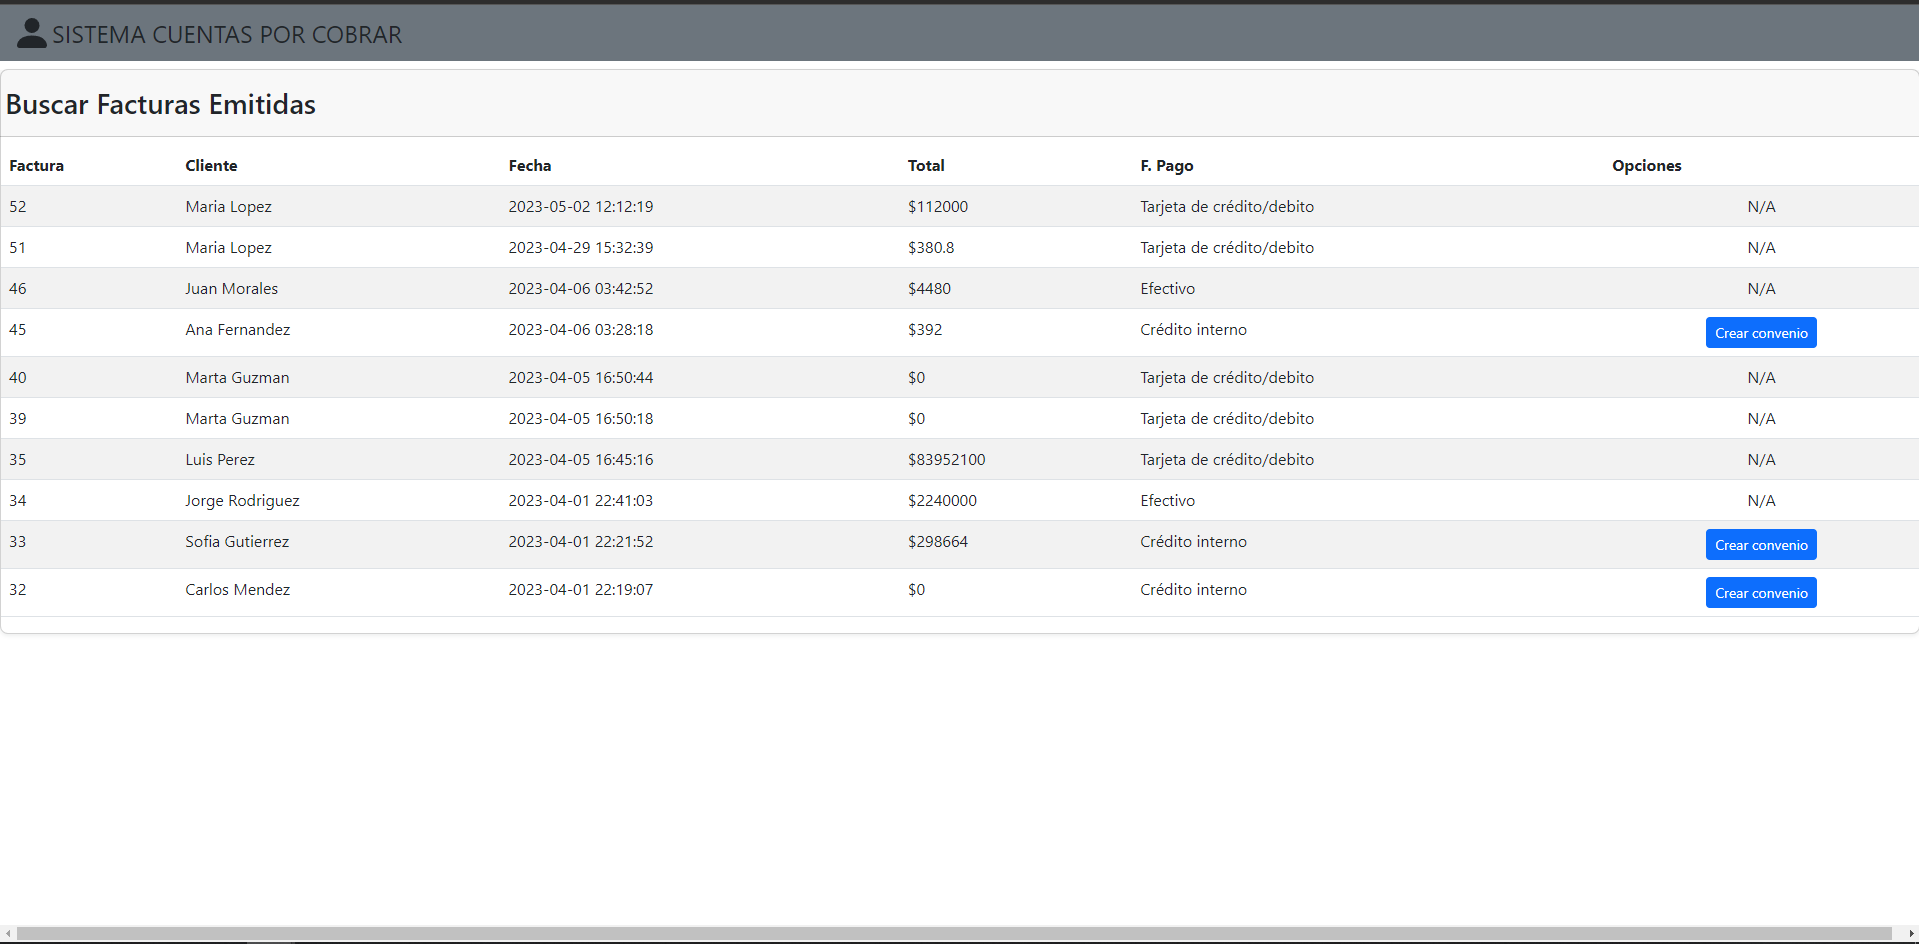 SISTEMA CUENTAS POR COBRAR
Buscar Facturas Emitidas
Factura Cliente Fecha Total F. Pago Opciones
52 Maria Lopez 2023-05-02 12:12:19 $112000 Tarjeta de crédito/debito N/A
51 Maria Lopez 2023-04-29 15:32:39 $380.8 Tarjeta de crédito/debito N/A
46 Juan Morales 2023-04-06 03:42:52 $4480 Efectivo N/A
45 Ana Fernandez 2023-04-06 03:28:18 $392 Crédito interno Crear convenio
40 Marta Guzman 2023-04-05 16:50:44 $0 Tarjeta de crédito/debito N/A
39 Marta Guzman 2023-04-05 16:50:18 $0 Tarjeta de crédito/debito N/A
35 Luis Perez 2023-04-05 16:45:16 $83952100 Tarjeta de crédito/debito N/A
34 Jorge Rodriguez 2023-04-01 22:41:03 $2240000 Efectivo N/A
33 Sofia Gutierrez 2023-04-01 22:21:52 $298664 Crédito interno Crear convenio
32 Carlos Mendez 2023-04-01 22:19:07 $0 Crédito interno Crear convenio